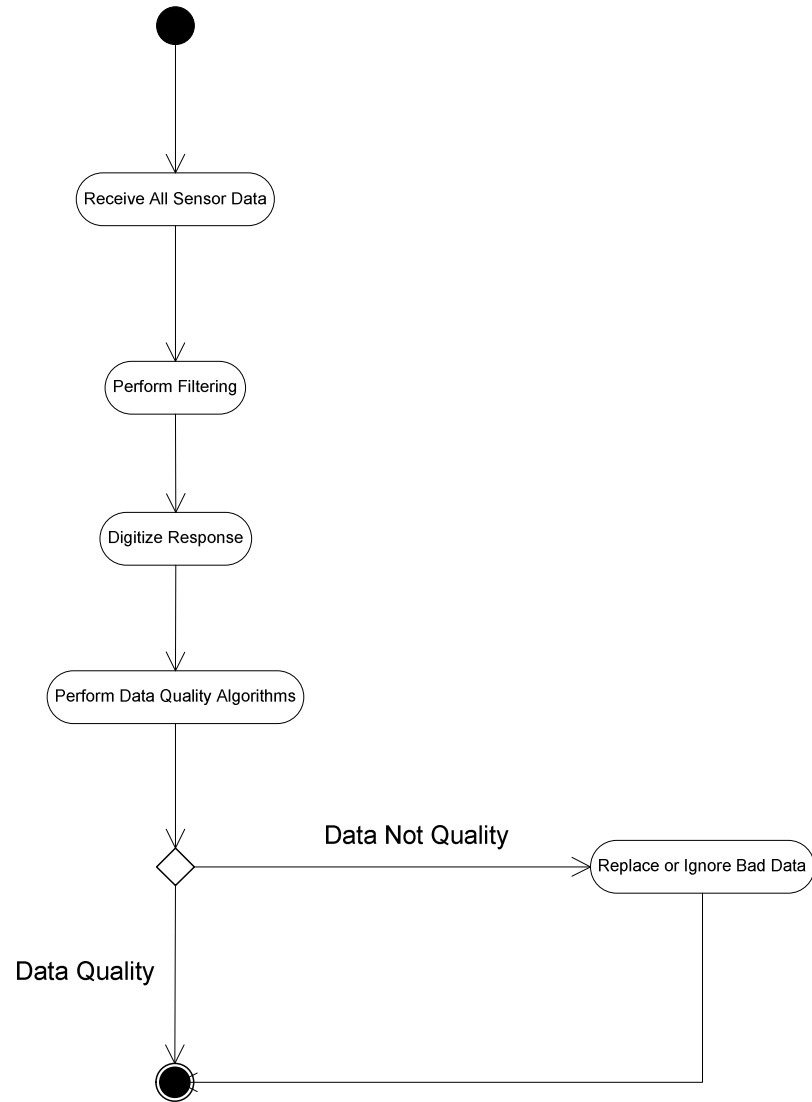 Receive All Sensor Data
Perform Filtering
Digitize Response
Perform Data Quality Algorithms
Data Not Quality
Replace or Ignore Bad Data
Data Quality